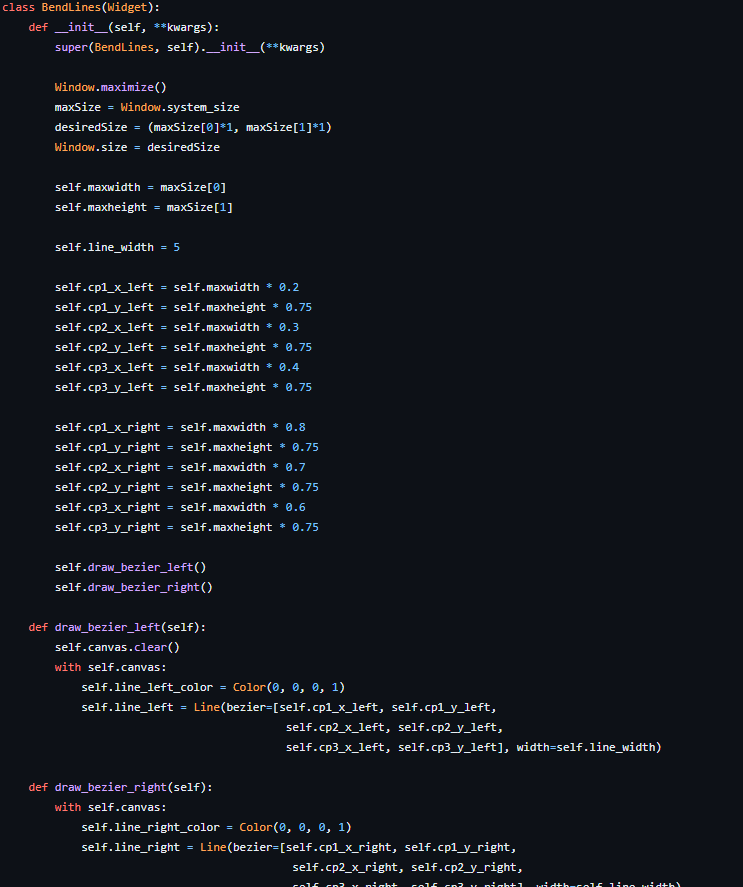 class BendLines(Widget):
    def __init__(self, **kwargs):
        super(BendLines, self).__init__(**kwargs)

        Window.maximize()
        maxSize = Window.system_size
        desiredSize = (maxSize[0]*1, maxSize[1]*1)
        Window.size = desiredSize

        self.maxwidth = maxSize[0]
        self.maxheight = maxSize[1]

        self.line_width = 5

        self.cp1_x_left = self.maxwidth * 0.2
        self.cp1_y_left = self.maxheight * 0.75
        self.cp2_x_left = self.maxwidth * 0.3
        self.cp2_y_left = self.maxheight * 0.75
        self.cp3_x_left = self.maxwidth * 0.4
        self.cp3_y_left = self.maxheight * 0.75

        self.cp1_x_right = self.maxwidth * 0.8
        self.cp1_y_right = self.maxheight * 0.75
        self.cp2_x_right = self.maxwidth * 0.7
        self.cp2_y_right = self.maxheight * 0.75
        self.cp3_x_right = self.maxwidth * 0.6
        self.cp3_y_right = self.maxheight * 0.75

        self.draw_bezier_left()
        self.draw_bezier_right()

    def draw_bezier_left(self):
        self.canvas.clear()
        with self.canvas:
            self.line_left_color = Color(0, 0, 0, 1)
            self.line_left = Line(bezier=[self.cp1_x_left, self.cp1_y_left,
                                           self.cp2_x_left, self.cp2_y_left,
                                           self.cp3_x_left, self.cp3_y_left], width=self.line_width)

    def draw_bezier_right(self):
        with self.canvas:
            self.line_right_color = Color(0, 0, 0, 1)
            self.line_right = Line(bezier=[self.cp1_x_right, self.cp1_y_right,
                                            self.cp2_x_right, self.cp2_y_right,
                                            self.cp3_x_right, self.cp3_y_right], width=self.line_width)